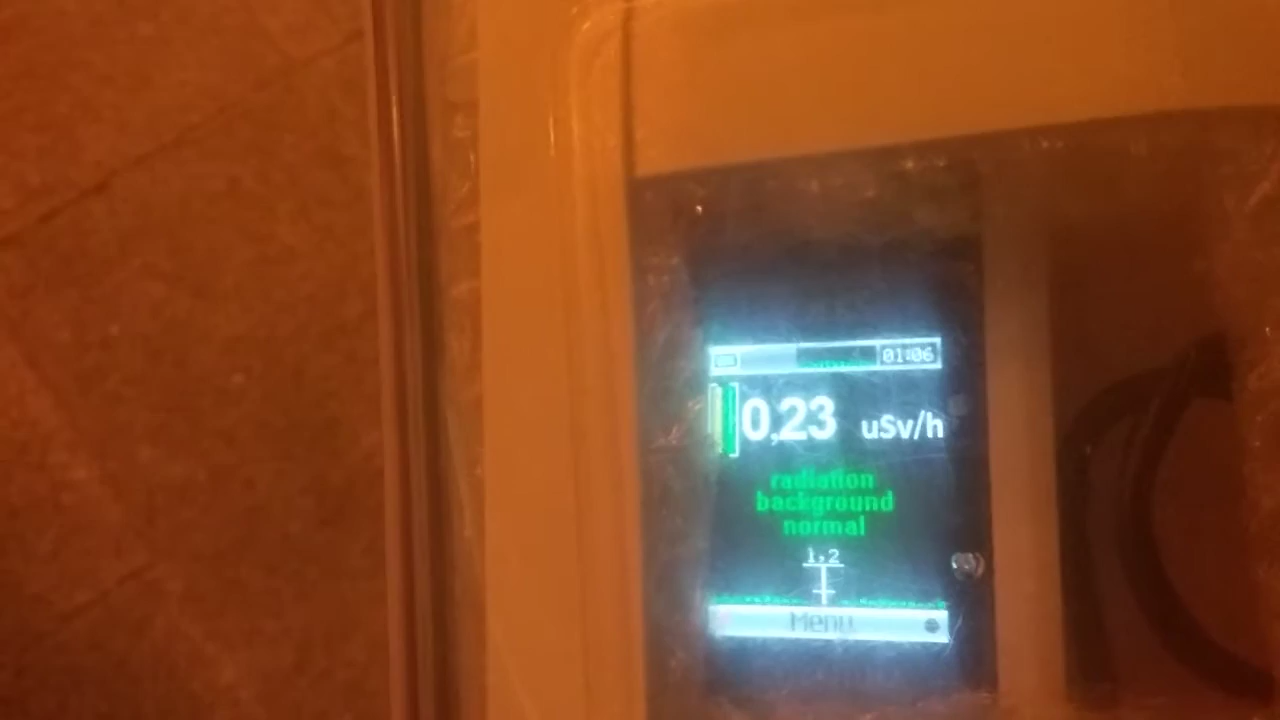 01:06
0,23 uSv/h
radiation
background
normal
1,2
Menu